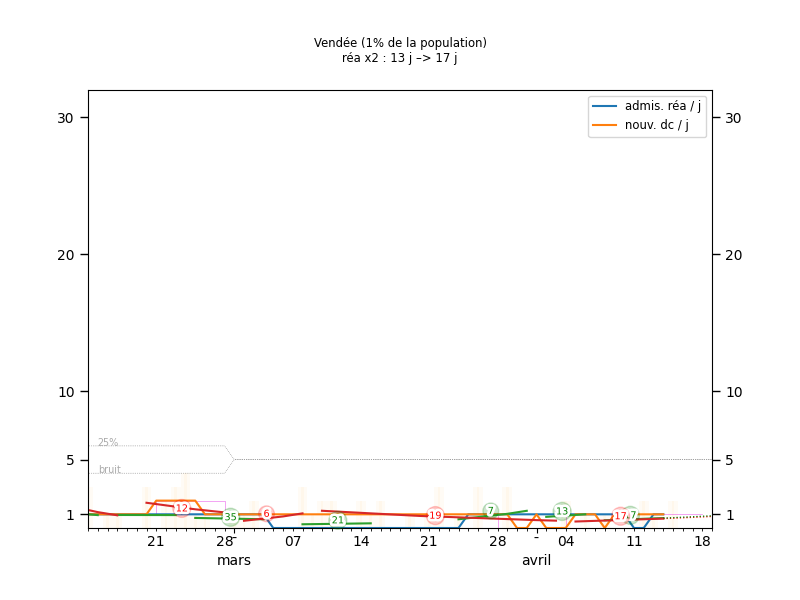 Vendée (1% de la population)
réa x2 : 13 j –> 17 j
admis. réa / j
nouv. dc / j
30 30
20 20
10 10
5 5
1 1
25%
bruit
12 35 6 21 19 7 13 17 7
21 28 07 14 21 28 - 04 11 18
mars avril